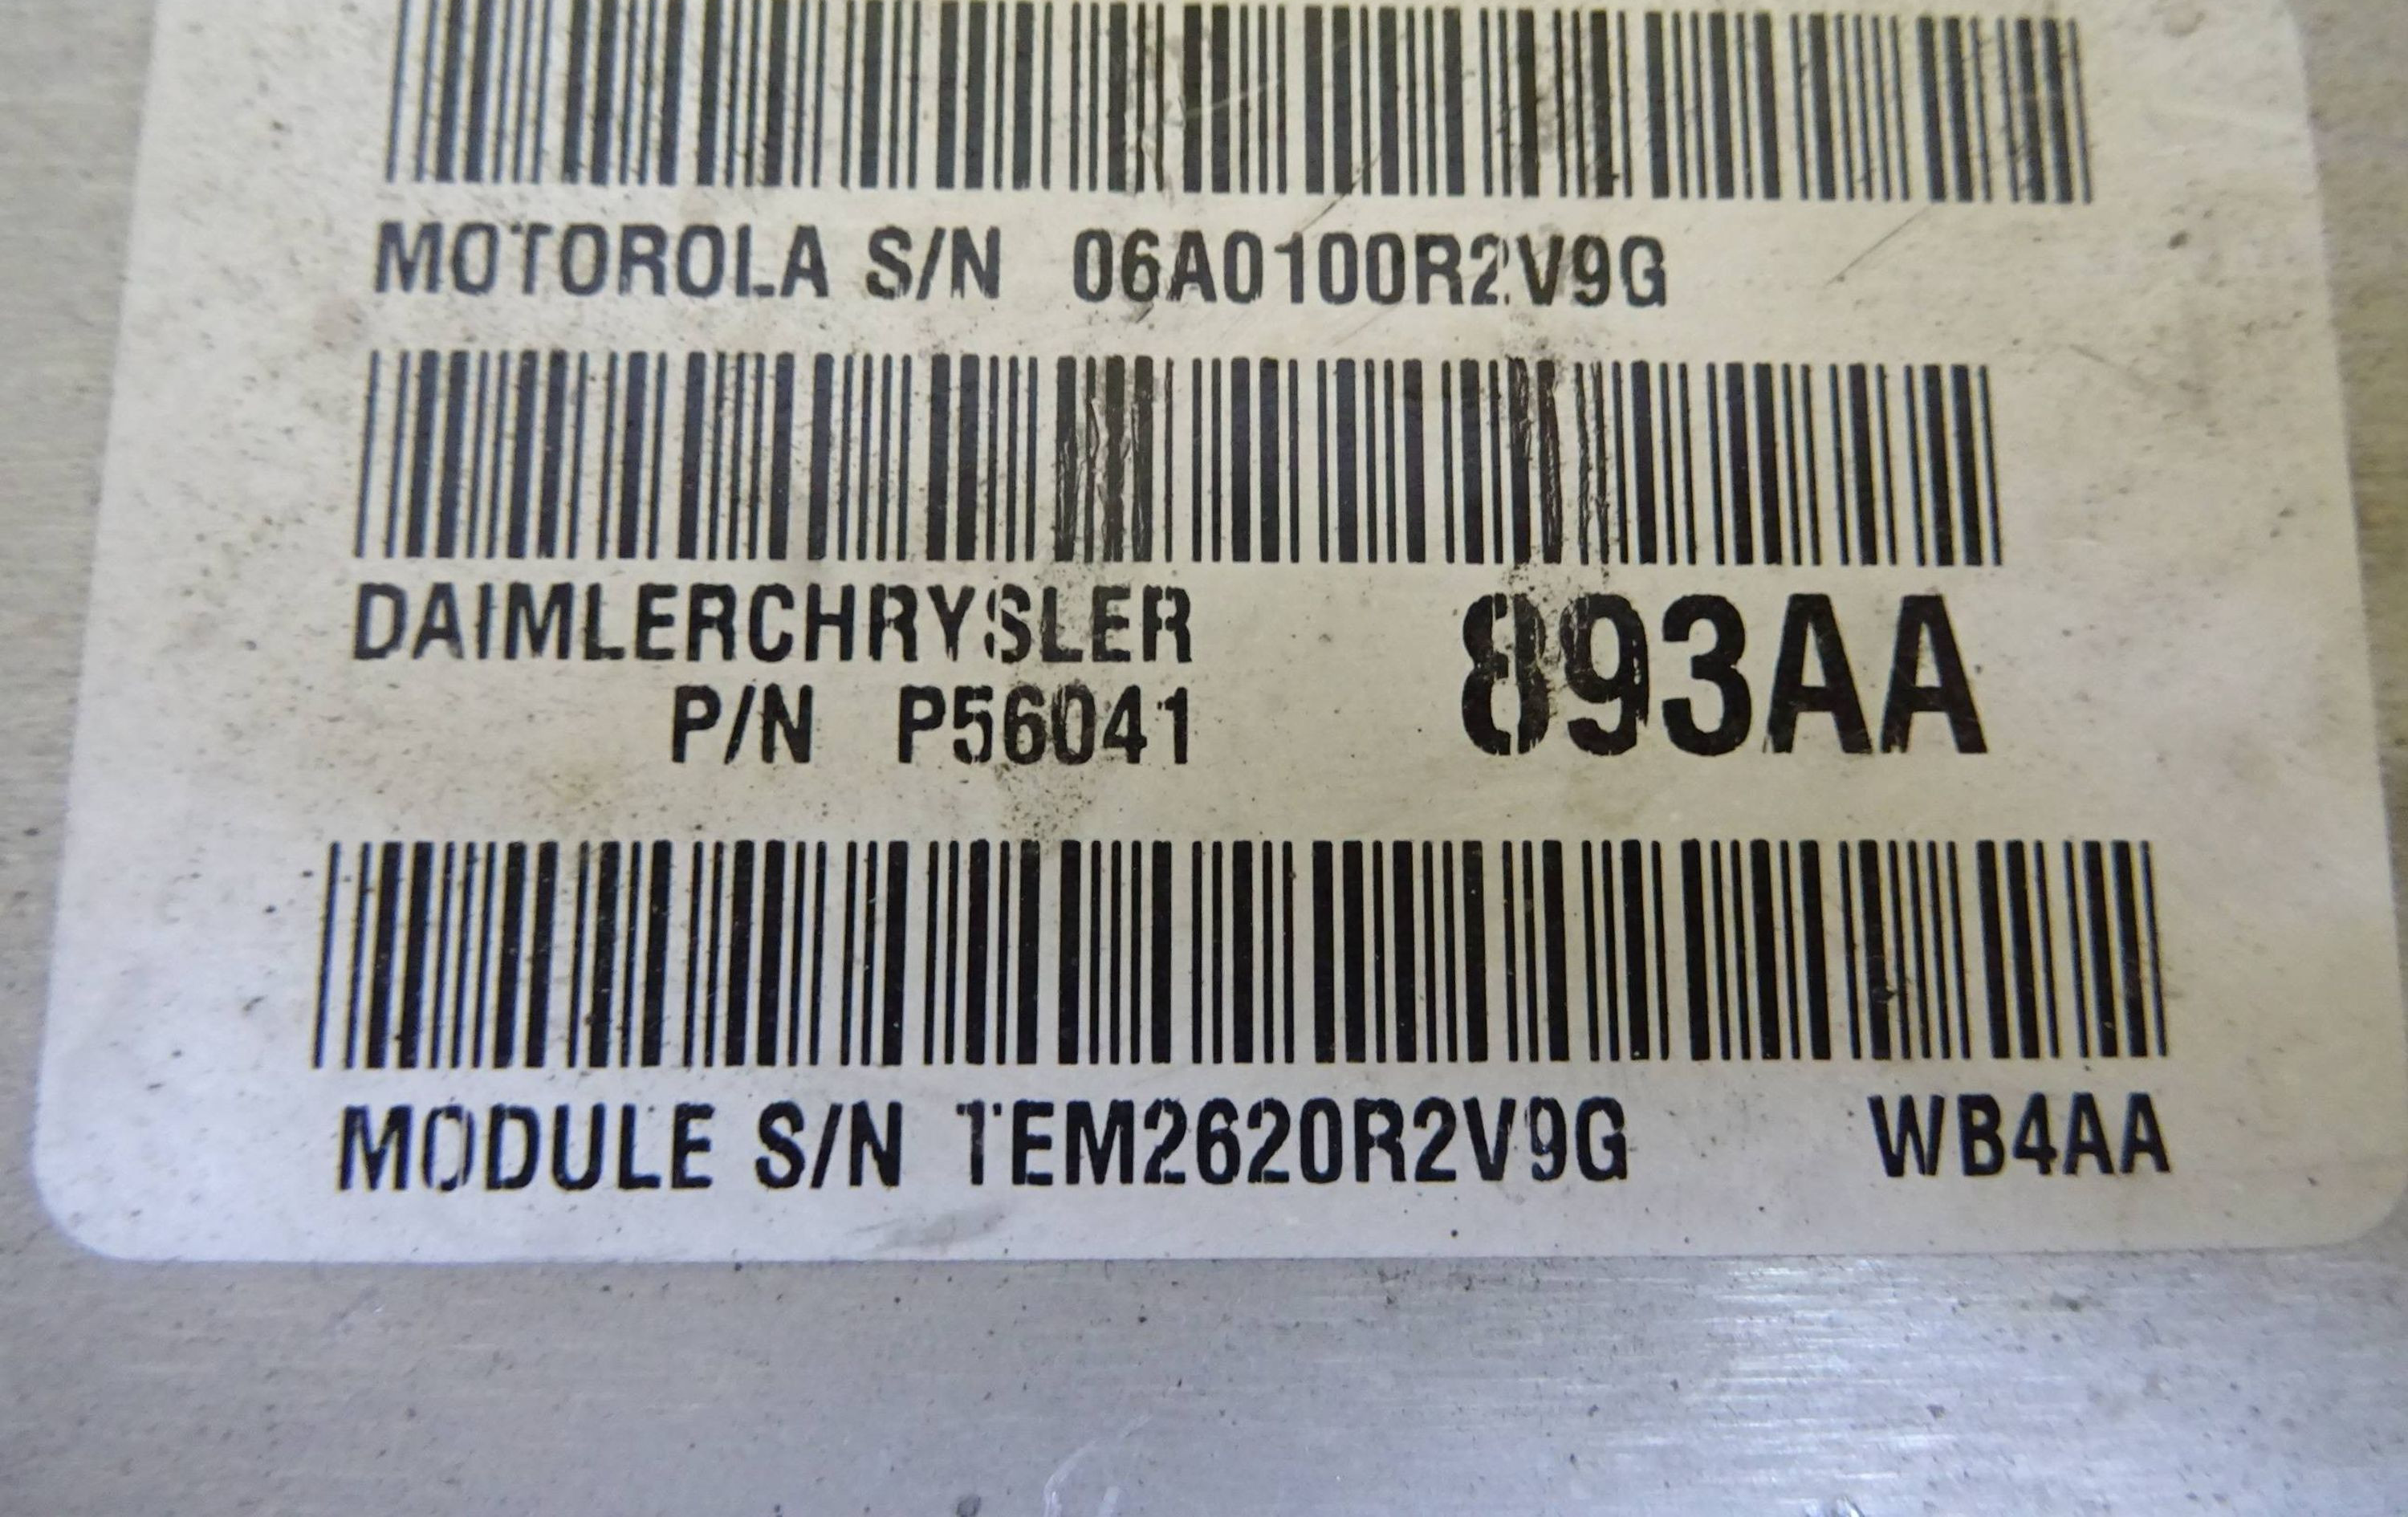 MOTOROLA S/N 06A0100R2V9G
DAIMLERCHRYSLER
P/N P56041 893AA
MODULE S/N TEM2620R2V9G WB4AA